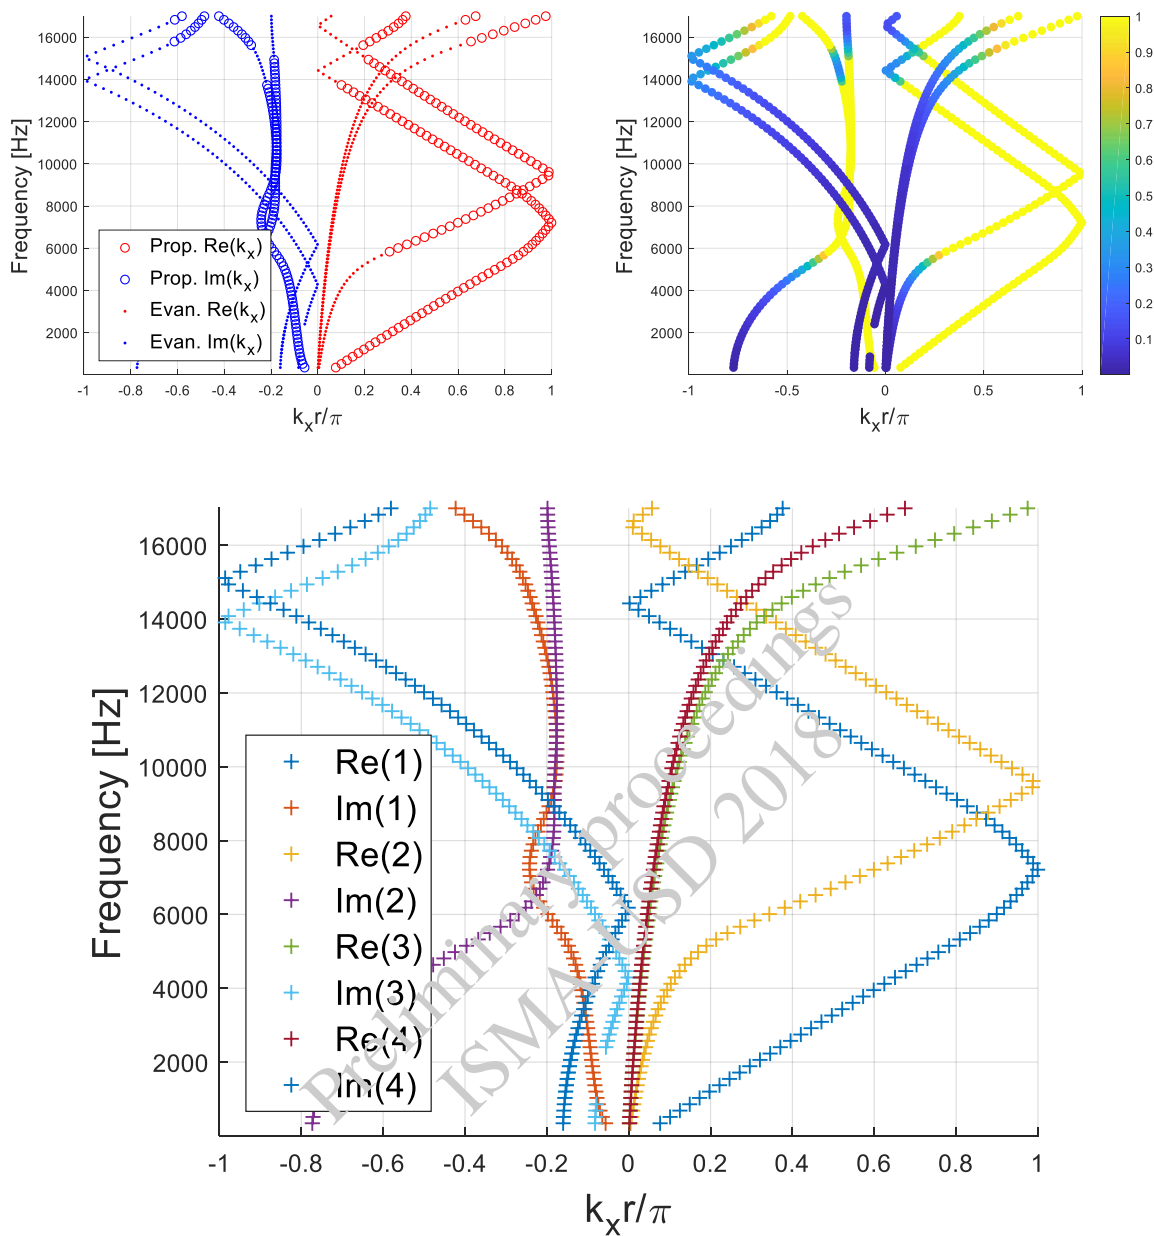 16000
14000
12000
10000
8000
6000
4000
2000
Frequency [Hz]
Prop. Re(kx)
Prop. Im(kx)
Evan. Re(kx)
Evan. Im(kx)
-1 -0.8 -0.6 -0.4 -0.2 0 0.2 0.4 0.6 0.8 1
kxr/π
16000
14000
12000
10000
8000
6000
4000
2000
Frequency [Hz]
-1 -0.5 0 0.5 1
kxr/π
1
0.9
0.8
0.7
0.6
0.5
0.4
0.3
0.2
0.1
16000
14000
12000
10000
8000
6000
4000
2000
Frequency [Hz]
Re(1)
Im(1)
Re(2)
Im(2)
Re(3)
Im(3)
Re(4)
Im(4)
Preliminary proceedings
ISMA-USD 2018
-1 -0.8 -0.6 -0.4 -0.2 0 0.2 0.4 0.6 0.8 1
kxr/π